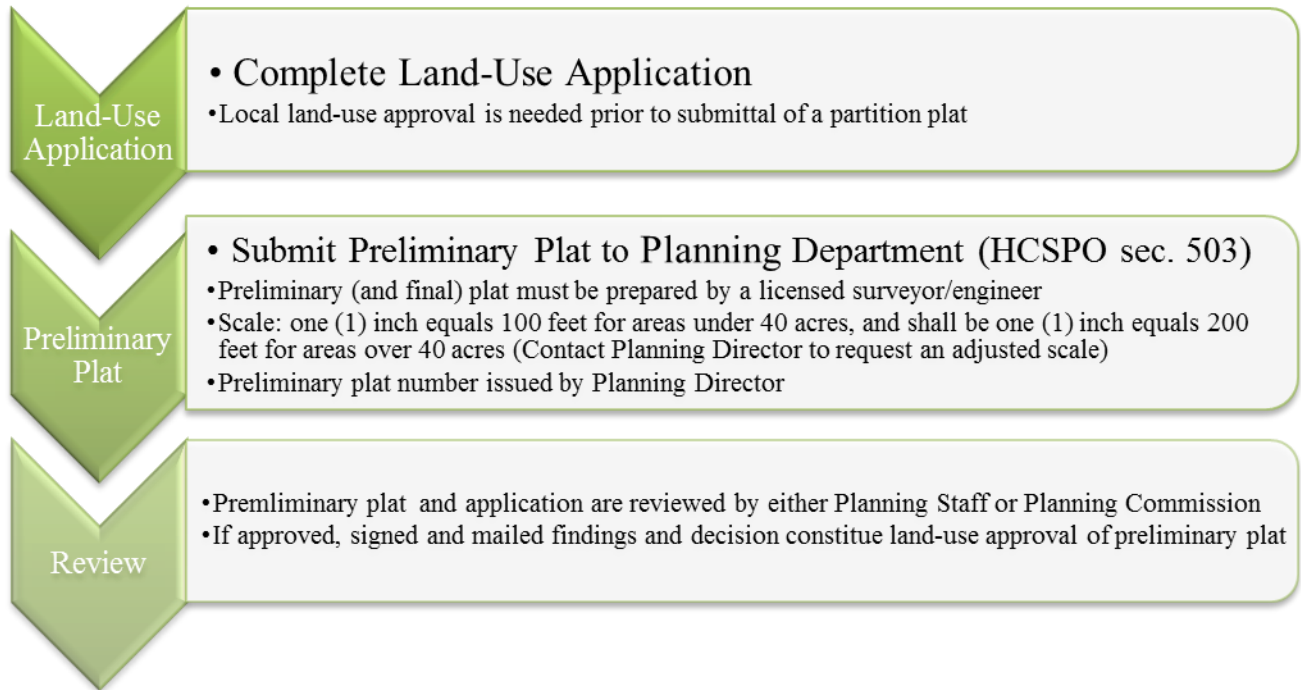 Land-Use
Application
• Complete Land-Use Application
•Local land-use approval is needed prior to submittal of a partition plat
Preliminary
Plat
• Submit Preliminary Plat to Planning Department (HCSPO sec. 503)
•Preliminary (and final) plat must be prepared by a licensed surveyor/engineer
•Scale: one (1) inch equals 100 feet for areas under 40 acres, and shall be one (1) inch equals 200
feet for areas over 40 acres (Contact Planning Director to request an adjusted scale)
•Preliminary plat number issued by Planning Director
Review
•Premliminary plat and application are reviewed by either Planning Staff or Planning Commission
•If approved, signed and mailed findings and decision constitue land-use approval of preliminary plat